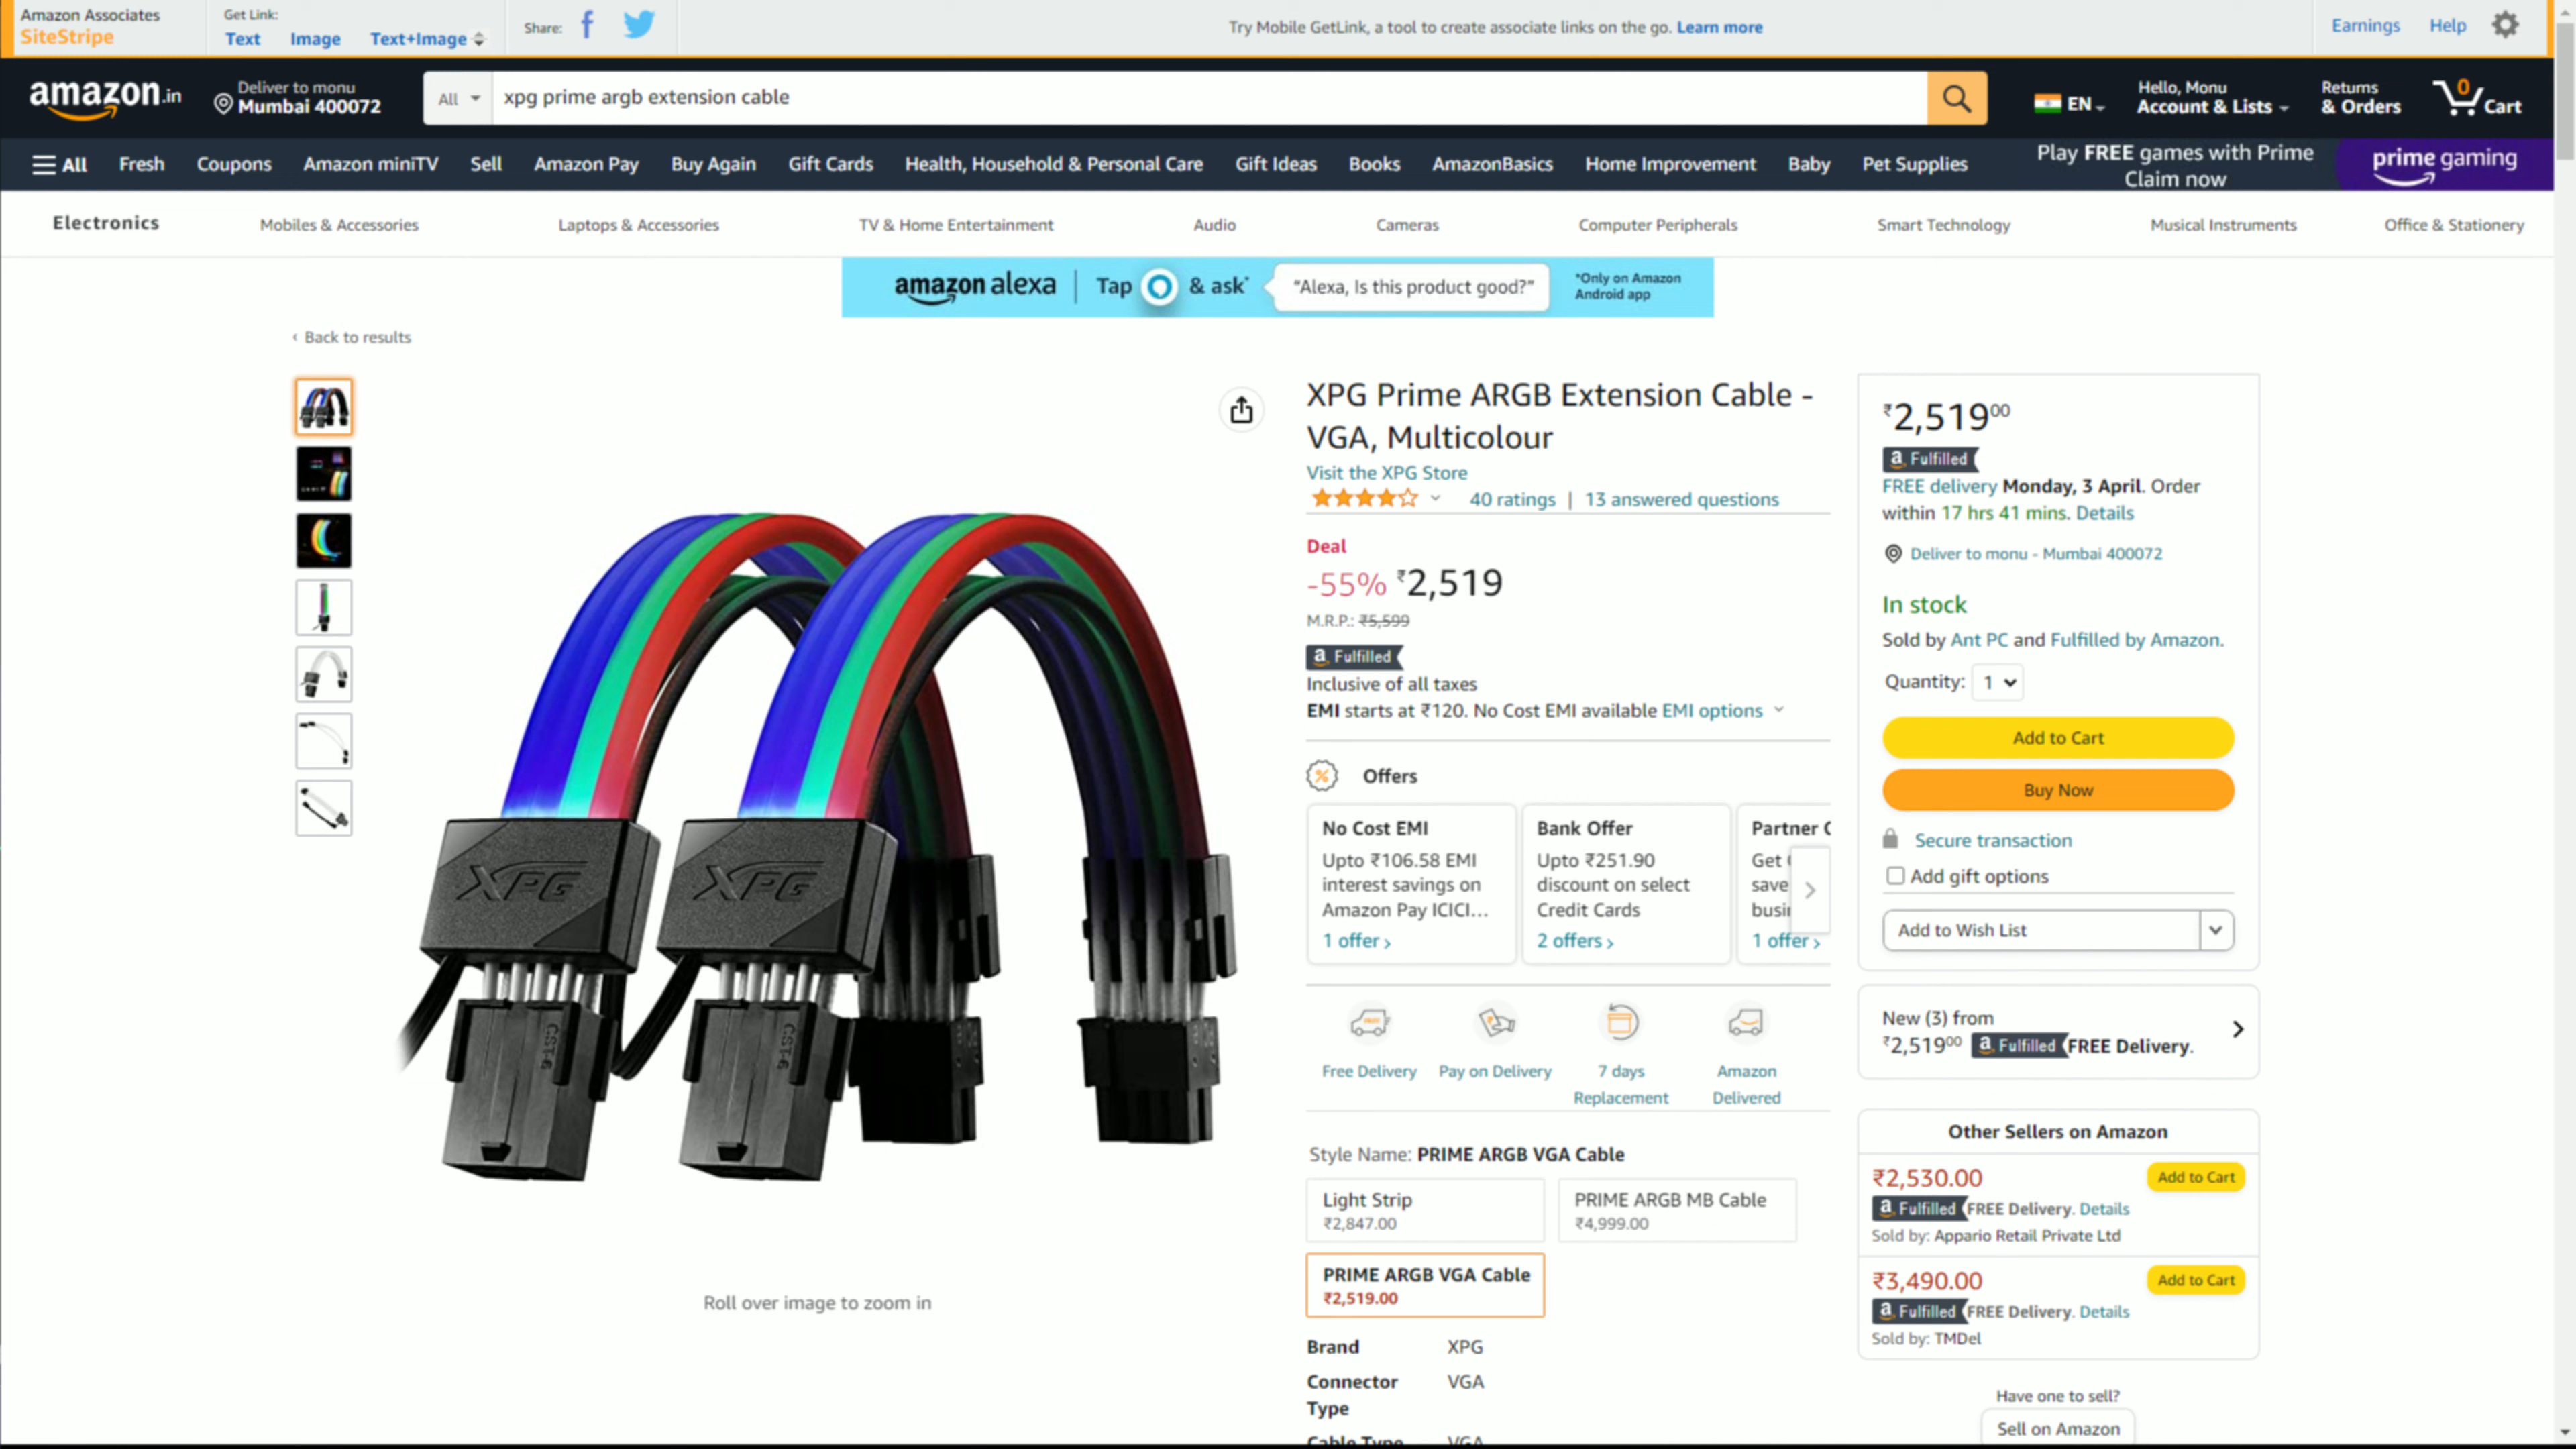 Amazon Associates
SiteStripe
Get Link:
Text Image Text+Image
Share:
Try Mobile GetLink, a tool to create associate links on the go. Learn more
Earnings Help
amazon.in
Deliver to monu
Mumbai 400072
All
xpg prime argb extension cable
EN
Hello, Monu
Account & Lists
Returns
& Orders
0
Cart
All Fresh Coupons Amazon miniTV Sell Amazon Pay Buy Again Gift Cards Health, Household & Personal Care Gift Ideas Books AmazonBasics Home Improvement Baby Pet Supplies
Play FREE games with Prime
Claim now
prime gaming
Electronics Mobiles & Accessories Laptops & Accessories TV & Home Entertainment Audio Cameras Computer Peripherals Smart Technology Musical Instruments Office & Stationery
amazon alexa | Tap & ask* "Alexa, Is this product good?"
*Only on Amazon
Android app
‹ Back to results
XPG
XPG
XPG Prime ARGB Extension Cable -
VGA, Multicolour
Visit the XPG Store
40 ratings | 13 answered questions
Deal
-55% ₹2,519
M.R.P.: ₹5,599
a Fulfilled
Inclusive of all taxes
EMI starts at ₹120. No Cost EMI available EMI options
Offers
No Cost EMI
Upto ₹106.58 EMI
interest savings on
Amazon Pay ICICI...
1 offer ›
Bank Offer
Upto ₹251.90
discount on select
Credit Cards
2 offers ›
Partner
Get
save
busi
1 offer ›
Free Delivery
Pay on Delivery
7 days
Replacement
Amazon
Delivered
Style Name: PRIME ARGB VGA Cable
Light Strip
₹2,847.00
PRIME ARGB MB Cable
₹4,999.00
PRIME ARGB VGA Cable
₹2,519.00
Brand XPG
Connector VGA
Type
Cable Type VGA
Roll over image to zoom in
₹2,51900
a Fulfilled
FREE delivery Monday, 3 April. Order
within 17 hrs 41 mins. Details
Deliver to monu - Mumbai 400072
In stock
Sold by Ant PC and Fulfilled by Amazon.
Quantity: 1
Add to Cart
Buy Now
Secure transaction
Add gift options
Add to Wish List
New (3) from
₹2,51900 a Fulfilled FREE Delivery.
Other Sellers on Amazon
₹2,530.00
Add to Cart
a Fulfilled FREE Delivery. Details
Sold by: Appario Retail Private Ltd
₹3,490.00
Add to Cart
a Fulfilled FREE Delivery. Details
Sold by: TMDel
Have one to sell?
Sell on Amazon